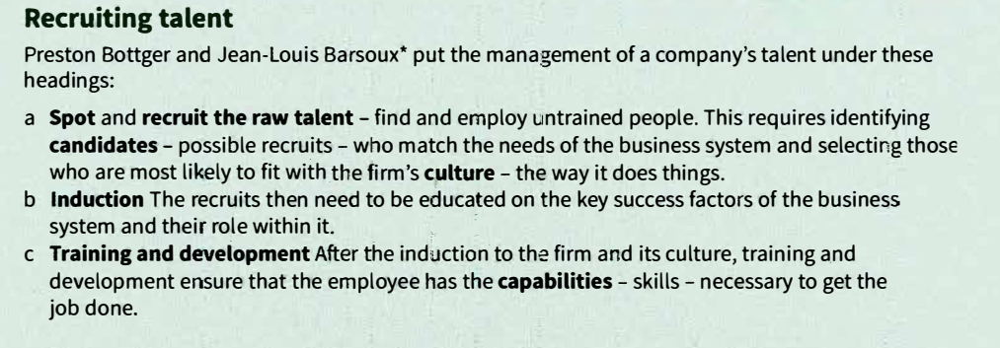 Recruiting talent
Preston Bottger and Jean-Louis Barsoux* put the management of a company's talent under these
headings:
a Spot and recruit the raw talent – find and employ untrained people. This requires identifying
candidates – possible recruits – who match the needs of the business system and selecting those
who are most likely to fit with the firm's culture – the way it does things.
b Induction The recruits then need to be educated on the key success factors of the business
system and their role within it.
c Training and development After the induction to the firm and its culture, training and
development ensure that the employee has the capabilities – skills – necessary to get the
job done.